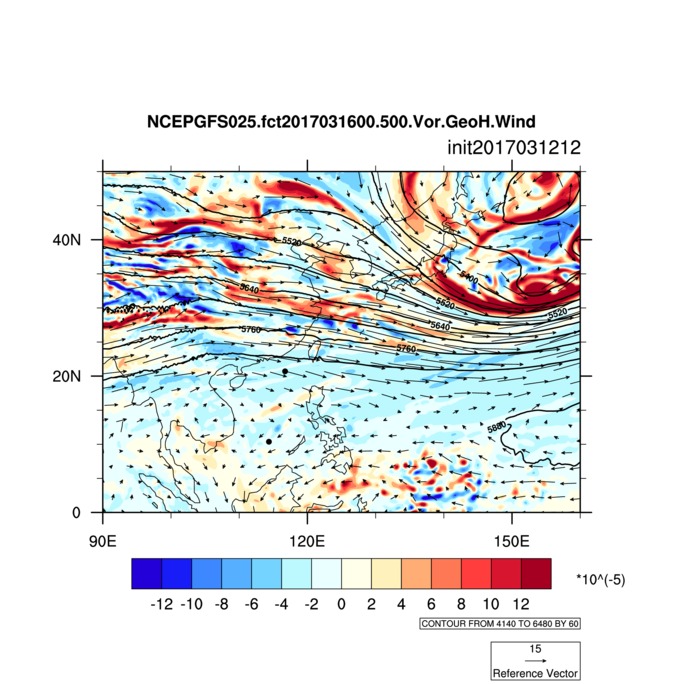 NCEPGFS025.fct2017031600.500.Vor.GeoH.Wind
init2017031212
40N
20N
0
90E 120E 150E
5520
5640
5760
5400
5520
5640
5760
5520
5880
-12 -10 -8 -6 -4 -2 0 2 4 6 8 10 12
*10^(-5)
CONTOUR FROM 4140 TO 6480 BY 60
15
Reference Vector